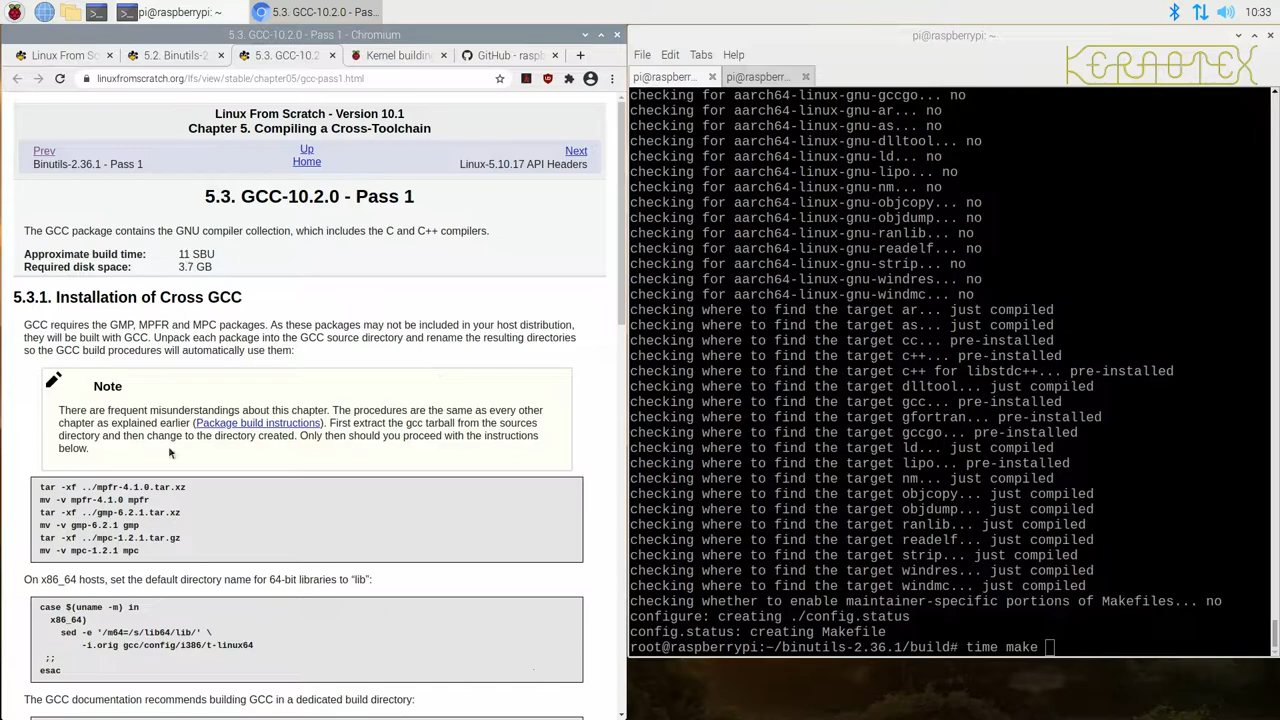 pi@raspberrypi: ~
5.3. GCC-10.2.0 - Pas...
10:33
5.3. GCC-10.2.0 - Pass 1 - Chromium
Linux From Sc
5.2. Binutils-2
5.3. GCC-10.2
Kernel building
GitHub - raspb
linuxfromscratch.org/lfs/view/stable/chapter05/gcc-pass1.html
Linux From Scratch - Version 10.1
Chapter 5. Compiling a Cross-Toolchain
Prev
Up
Next
Binutils-2.36.1 - Pass 1
Home
Linux-5.10.17 API Headers
5.3. GCC-10.2.0 - Pass 1
The GCC package contains the GNU compiler collection, which includes the C and C++ compilers.
Approximate build time: 11 SBU
Required disk space: 3.7 GB
5.3.1. Installation of Cross GCC
GCC requires the GMP, MPFR and MPC packages. As these packages may not be included in your host distribution,
they will be built with GCC. Unpack each package into the GCC source directory and rename the resulting directories
so the GCC build procedures will automatically use them:
Note
There are frequent misunderstandings about this chapter. The procedures are the same as every other
chapter as explained earlier (Package build instructions). First extract the gcc tarball from the sources
directory and then change to the directory created. Only then should you proceed with the instructions
below.
tar -xf ../mpfr-4.1.0.tar.xz
mv -v mpfr-4.1.0 mpfr
tar -xf ../gmp-6.2.1.tar.xz
mv -v gmp-6.2.1 gmp
tar -xf ../mpc-1.2.1.tar.gz
mv -v mpc-1.2.1 mpc
On x86_64 hosts, set the default directory name for 64-bit libraries to “lib”:
case $(uname -m) in
x86_64)
sed -e '/m64=/s/lib64/lib/' \
-i.orig gcc/config/i386/t-linux64
;;
esac
The GCC documentation recommends building GCC in a dedicated build directory:
pi@raspberrypi: ~
File Edit Tabs Help
KERAOTEX
pi@raspberr...
pi@raspberr...
checking for aarch64-linux-gnu-gccgo... no
checking for aarch64-linux-gnu-ar... no
checking for aarch64-linux-gnu-as... no
checking for aarch64-linux-gnu-dlltool... no
checking for aarch64-linux-gnu-ld... no
checking for aarch64-linux-gnu-lipo... no
checking for aarch64-linux-gnu-nm... no
checking for aarch64-linux-gnu-objcopy... no
checking for aarch64-linux-gnu-objdump... no
checking for aarch64-linux-gnu-ranlib... no
checking for aarch64-linux-gnu-readelf... no
checking for aarch64-linux-gnu-strip... no
checking for aarch64-linux-gnu-windres... no
checking for aarch64-linux-gnu-windmc... no
checking where to find the target ar... just compiled
checking where to find the target as... just compiled
checking where to find the target cc... pre-installed
checking where to find the target c++... pre-installed
checking where to find the target c++ for libstdc++... pre-installed
checking where to find the target dlltool... just compiled
checking where to find the target gcc... pre-installed
checking where to find the target gfortran... pre-installed
checking where to find the target gccgo... pre-installed
checking where to find the target ld... just compiled
checking where to find the target lipo... pre-installed
checking where to find the target nm... just compiled
checking where to find the target objcopy... just compiled
checking where to find the target objdump... just compiled
checking where to find the target ranlib... just compiled
checking where to find the target readelf... just compiled
checking where to find the target strip... just compiled
checking where to find the target windres... just compiled
checking where to find the target windmc... just compiled
checking whether to enable maintainer-specific portions of Makefiles... no
configure: creating ./config.status
config.status: creating Makefile
root@raspberrypi:~/binutils-2.36.1/build# time make